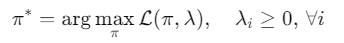 π* = arg max_π ℒ(π, λ),  λ_i ≥ 0, ∀i